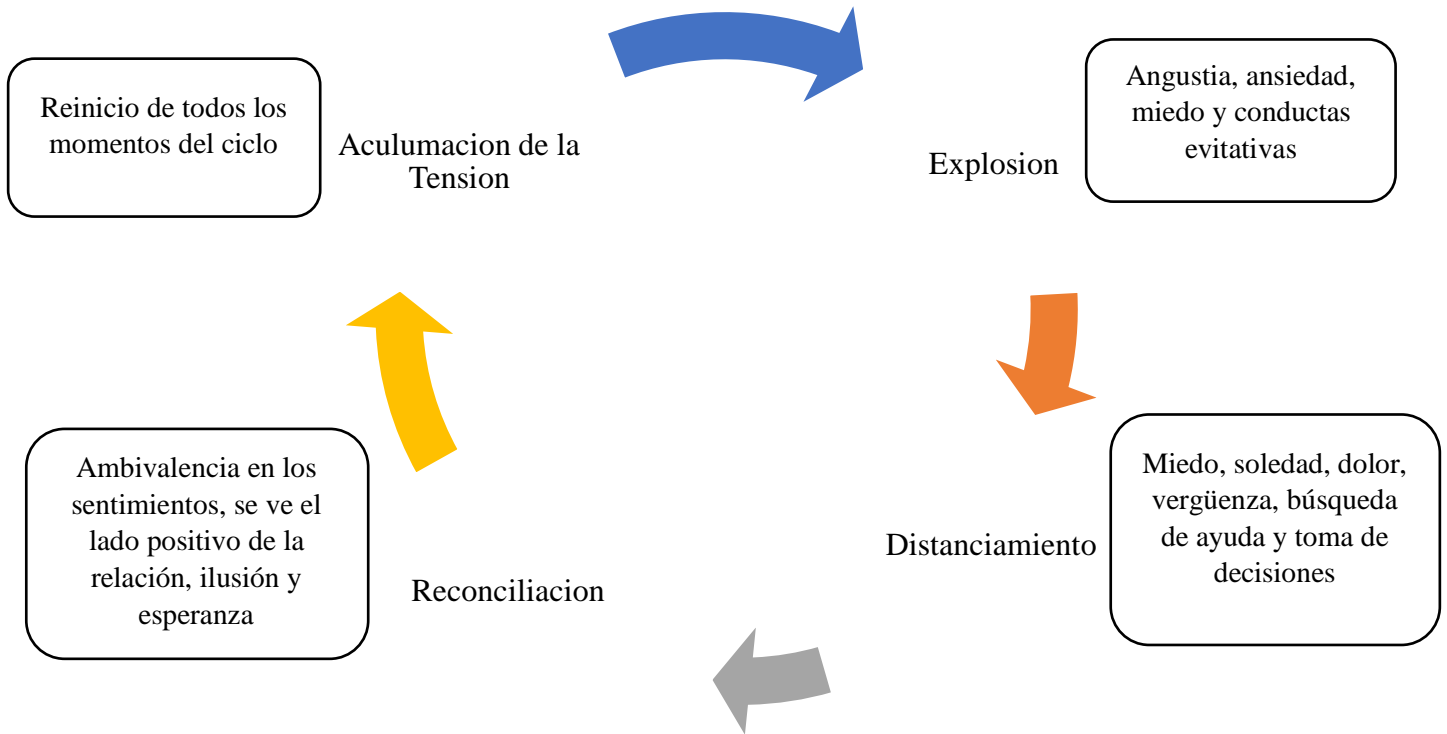 Reinicio de todos los
momentos del ciclo
Aculumacion de la
Tension
Explosion
Angustia, ansiedad,
miedo y conductas
evitativas
Ambivalencia en los
sentimientos, se ve el
lado positivo de la
relación, ilusión y
esperanza
Reconciliacion
Distanciamiento
Miedo, soledad, dolor,
vergüenza, búsqueda
de ayuda y toma de
decisiones